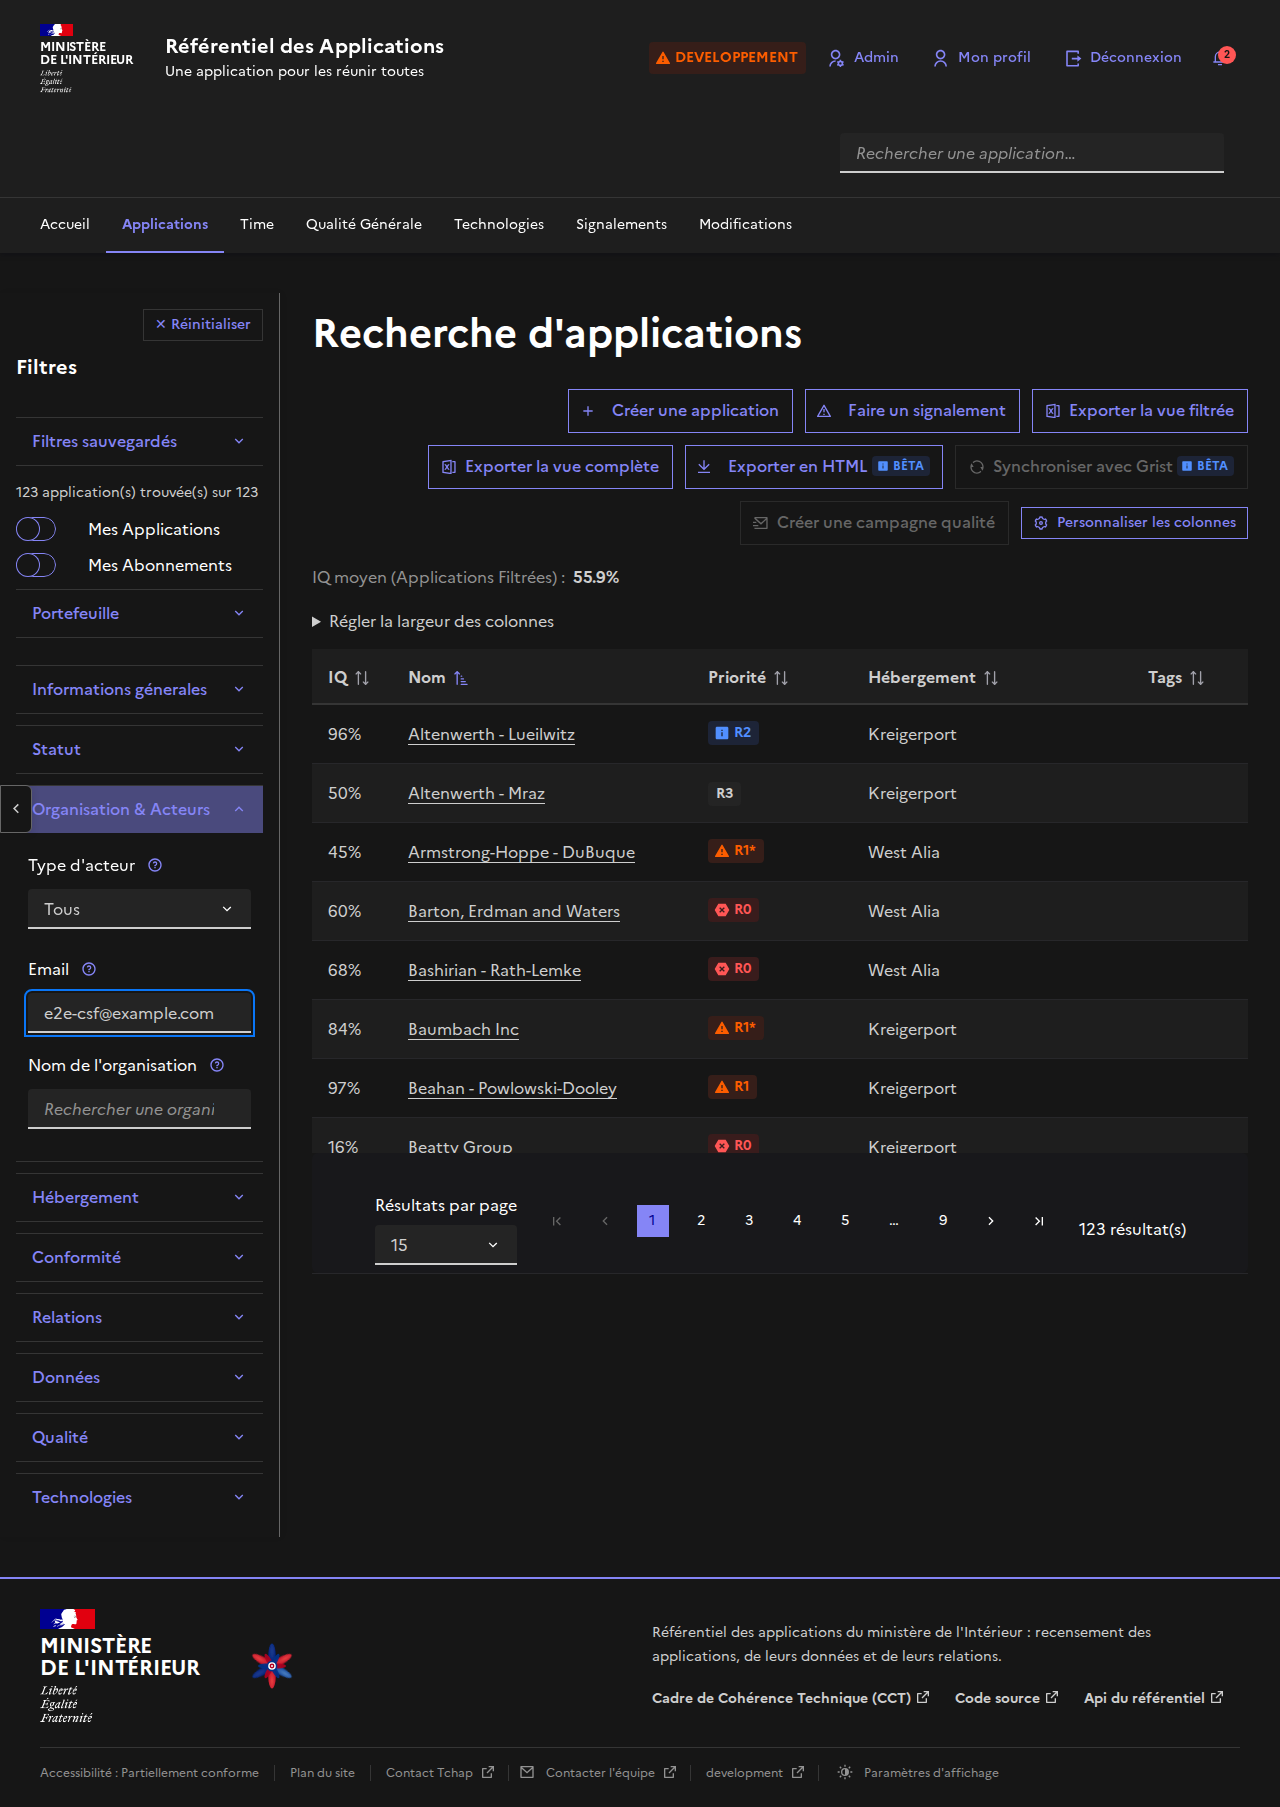 MINISTÈRE
DE L'INTÉRIEUR
Liberté
Égalité
Fraternité
Référentiel des Applications
Une application pour les réunir toutes
DEVELOPPEMENT
Admin
Mon profil
Déconnexion
2
Rechercher une application...
Accueil
Applications
Time
Qualité Générale
Technologies
Signalements
Modifications
Réinitialiser
Filtres
Filtres sauvegardés
123 application(s) trouvée(s) sur 123
Mes Applications
Mes Abonnements
Portefeuille
Informations génerales
Statut
Organisation & Acteurs
Type d'acteur
Tous
Email
e2e-csf@example.com
Nom de l'organisation
Rechercher une organi
Hébergement
Conformité
Relations
Données
Qualité
Technologies
Recherche d'applications
Créer une application
Faire un signalement
Exporter la vue filtrée
Exporter la vue complète
Exporter en HTML BÊTA
Synchroniser avec Grist BÊTA
Créer une campagne qualité
Personnaliser les colonnes
IQ moyen (Applications Filtrées) : 55.9%
Régler la largeur des colonnes
IQ Nom Priorité Hébergement Tags
96% Altenwerth - Lueilwitz R2 Kreigerport
50% Altenwerth - Mraz R3 Kreigerport
45% Armstrong-Hoppe - DuBuque R1* West Alia
60% Barton, Erdman and Waters R0 West Alia
68% Bashirian - Rath-Lemke R0 West Alia
84% Baumbach Inc R1* Kreigerport
97% Beahan - Powlowski-Dooley R1 Kreigerport
16% Beatty Group R0 Kreigerport
Résultats par page
15
1 2 3 4 5 … 9
123 résultat(s)
MINISTÈRE
DE L'INTÉRIEUR
Liberté
Égalité
Fraternité
Référentiel des applications du ministère de l'Intérieur : recensement des
applications, de leurs données et de leurs relations.
Cadre de Cohérence Technique (CCT)
Code source
Api du référentiel
Accessibilité : Partiellement conforme
Plan du site
Contact Tchap
Contacter l'équipe
development
Paramètres d'affichage